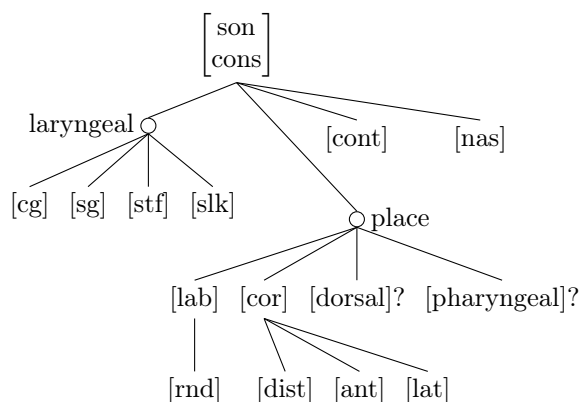 son
cons
laryngeal
[cont]
[nas]
[cg]
[sg]
[stf]
[slk]
place
[lab]
[cor]
[dorsal]?
[pharyngeal]?
[rnd]
[dist]
[ant]
[lat]